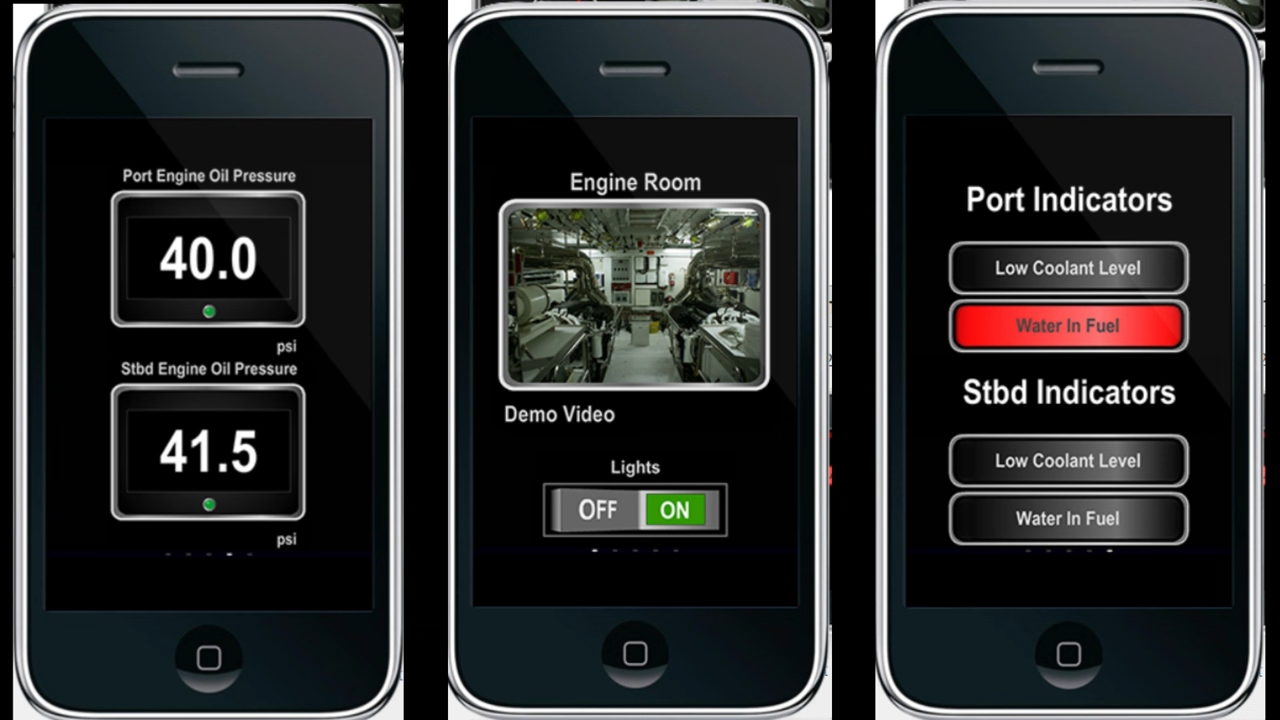 Port Engine Oil Pressure
40.0
psi
Stbd Engine Oil Pressure
41.5
psi
Engine Room
Demo Video
Lights
OFF ON
Port Indicators
Low Coolant Level
Water In Fuel
Stbd Indicators
Low Coolant Level
Water In Fuel